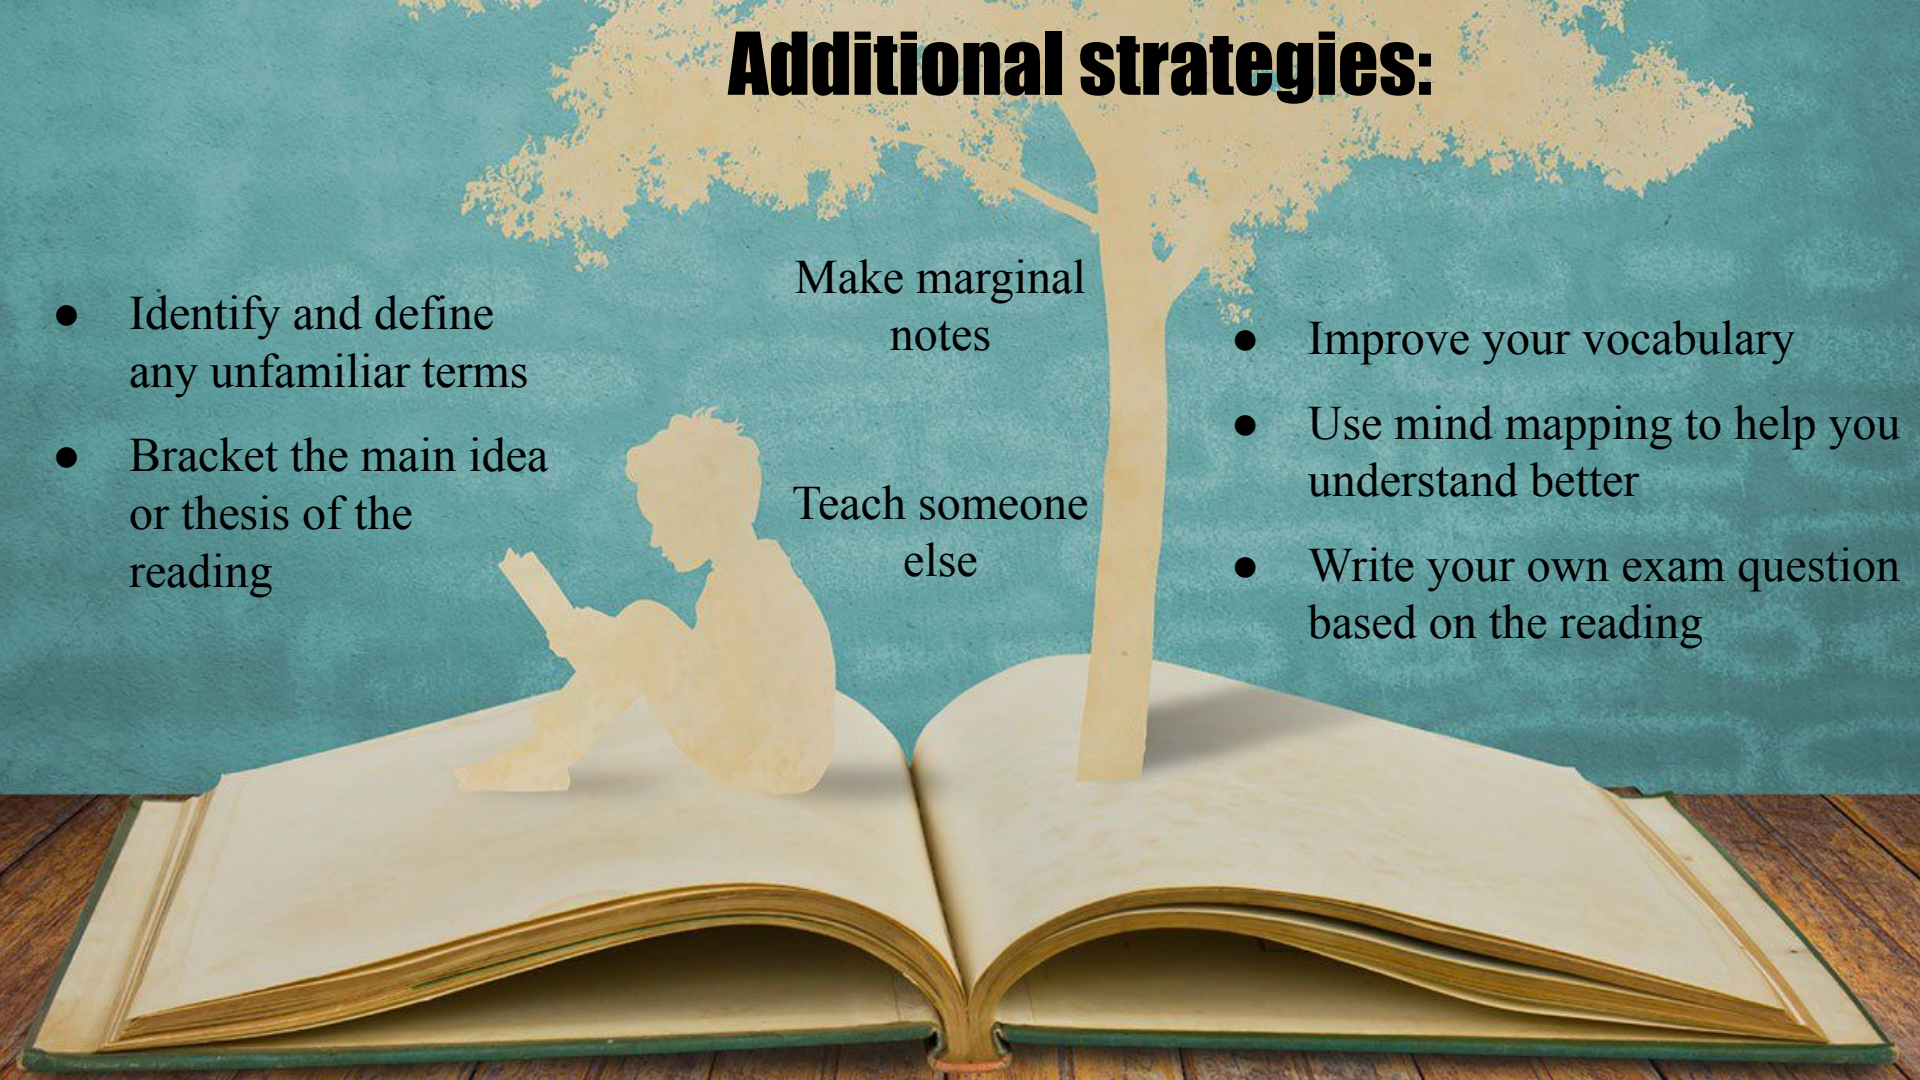 Additional strategies:
● Identify and define
any unfamiliar terms
● Bracket the main idea
or thesis of the
reading
Make marginal
notes
Teach someone
else
● Improve your vocabulary
● Use mind mapping to help you
understand better
● Write your own exam question
based on the reading